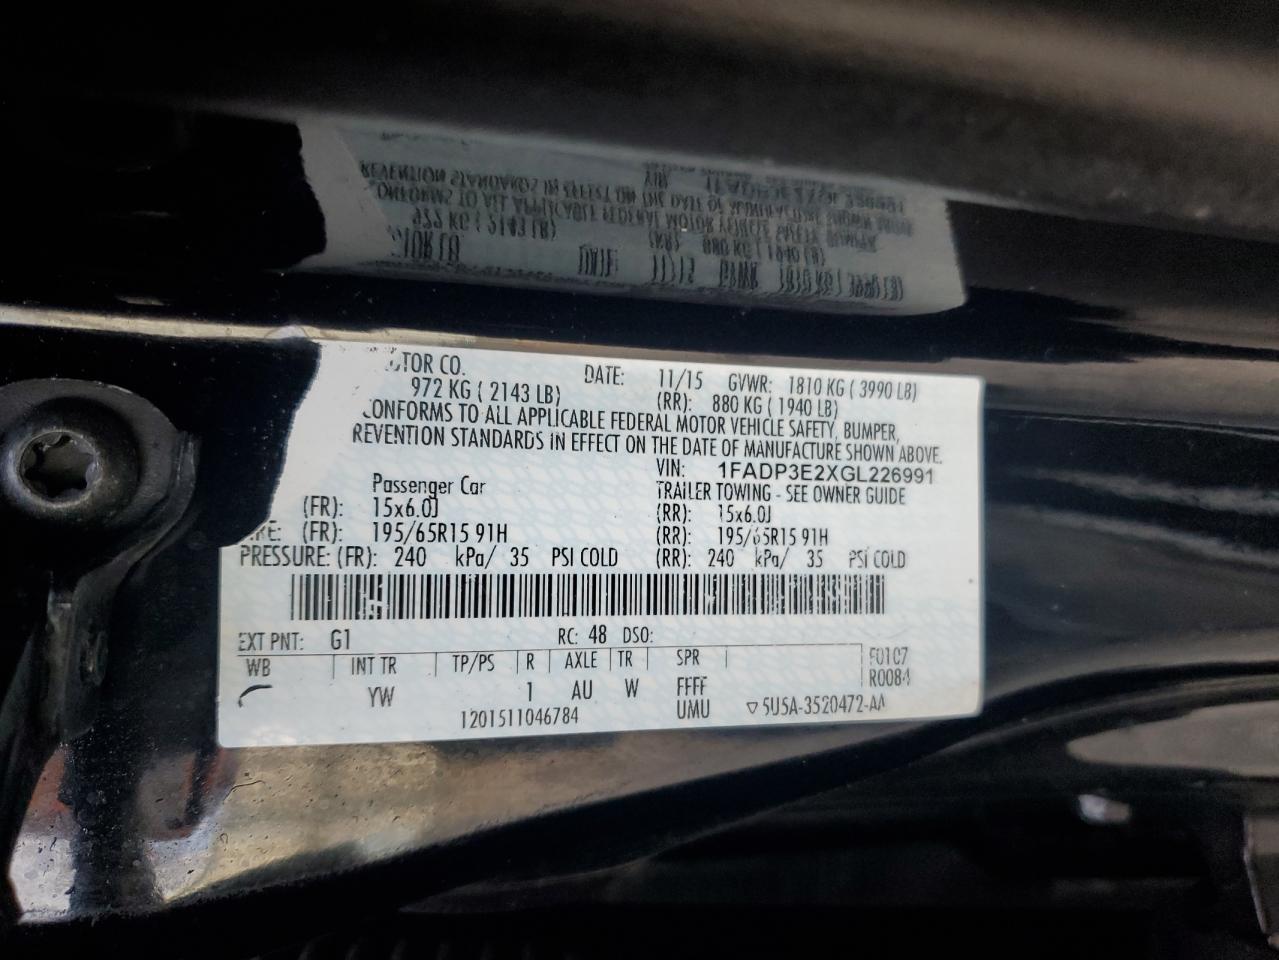 TOR CO. DATE: 11/15 GVWR: 1810 KG ( 3990 LB)
972 KG ( 2143 LB) (RR): 880 KG ( 1940 LB)
CONFORMS TO ALL APPLICABLE FEDERAL MOTOR VEHICLE SAFETY, BUMPER,
REVENTION STANDARDS IN EFFECT ON THE DATE OF MANUFACTURE SHOWN ABOVE.
VIN: 1FADP3E2XGL226991
Passenger Car TRAILER TOWING - SEE OWNER GUIDE
(FR): 15x6.0J (RR): 15x6.0J
RE: (FR): 195/65R15 91H (RR): 195/65R15 91H
PRESSURE: (FR): 240 kPa/ 35 PSI COLD (RR): 240 kPa/ 35 PSI COLD
EXT PNT: G1 RC: 48 DSO:
WB INT TR TP/PS R AXLE TR SPR F0107
YW 1 AU W FFFF R0084
1201511046784 UMU ▽5U5A-3520472-AA